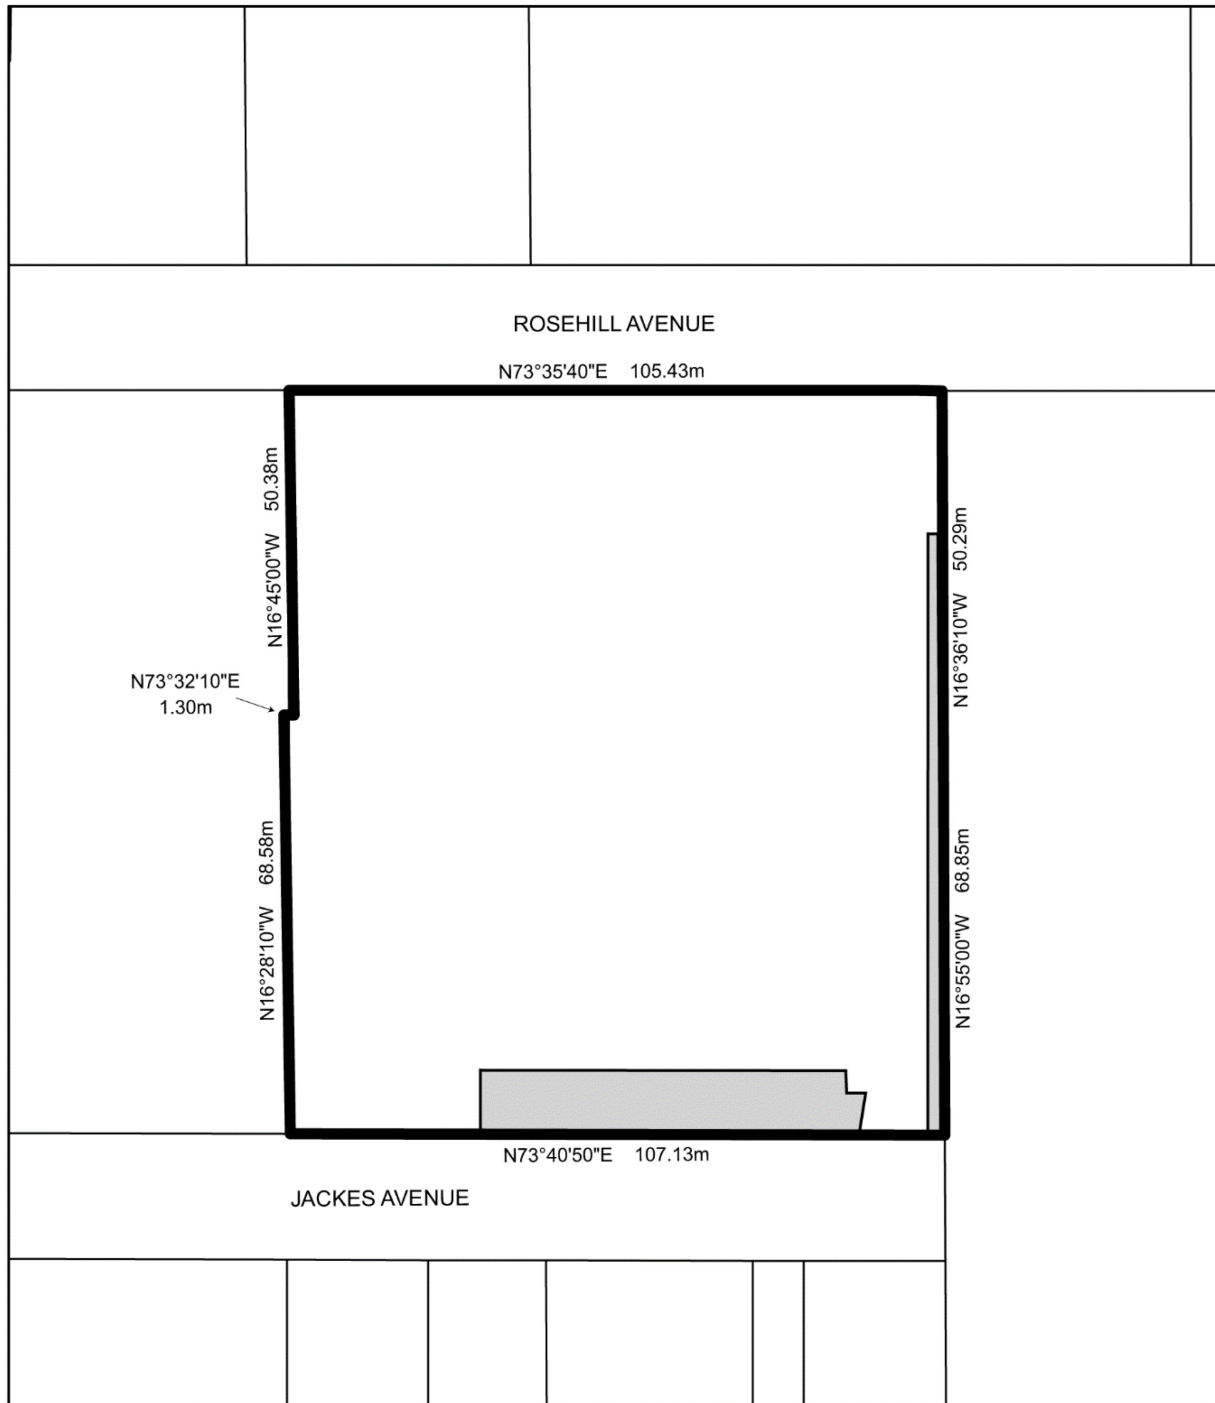 ROSEHILL AVENUE
N73°35'40"E 105.43m
N16°45'00"W 50.38m
N16°36'10"W 50.29m
N73°32'10"E
1.30m
N16°28'10"W 68.58m
N16°55'00"W 68.85m
N73°40'50"E 107.13m
JACKES AVENUE